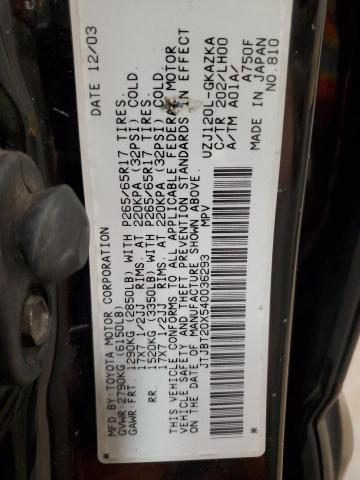 MFD.BY:TOYOTA MOTOR CORPORATION DATE 12/03
GVWR:2790KG (6150LB)
GAWR:FRT. 1290KG (2850LB) WITH P265/65R17 TIRES.
17X7 1/2JJ RIMS. AT 220KPA (32PSI) COLD.
RR. 1520KG (3350LB) WITH P265/65R17 TIRES.
17X7 1/2JJ RIMS. AT 220KPA (32PSI) COLD.
THIS VEHICLE CONFORMS TO ALL APPLICABLE FEDERAL MOTOR
VEHICLE SAFETY AND THEFT PREVENTION STANDARDS IN EFFECT
ON THE DATE OF MANUFACTURE SHOWN ABOVE.
JTJBT20X540036293 MPV
UZJ120L-GKAZKA
C/TR 202/LH00
A/TM A01A/ A750F
MADE IN JAPAN
NO.810